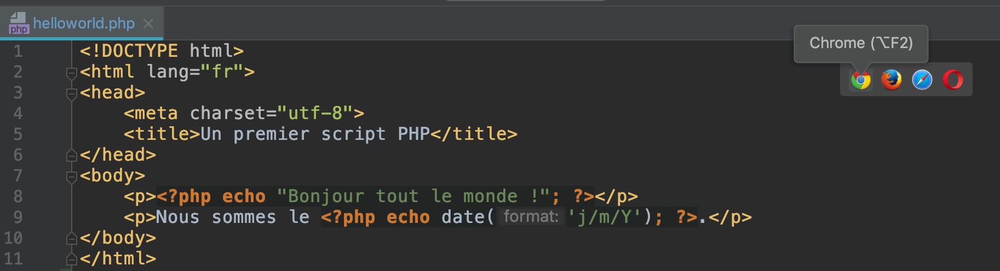 php helloworld.php
Chrome (⌥F2)
1 <!DOCTYPE html>
2 <html lang="fr">
3 <head>
4     <meta charset="utf-8">
5     <title>Un premier script PHP</title>
6 </head>
7 <body>
8     <p><?php echo "Bonjour tout le monde !"; ?></p>
9     <p>Nous sommes le <?php echo date( format: 'j/m/Y'); ?>.</p>
10 </body>
11 </html>